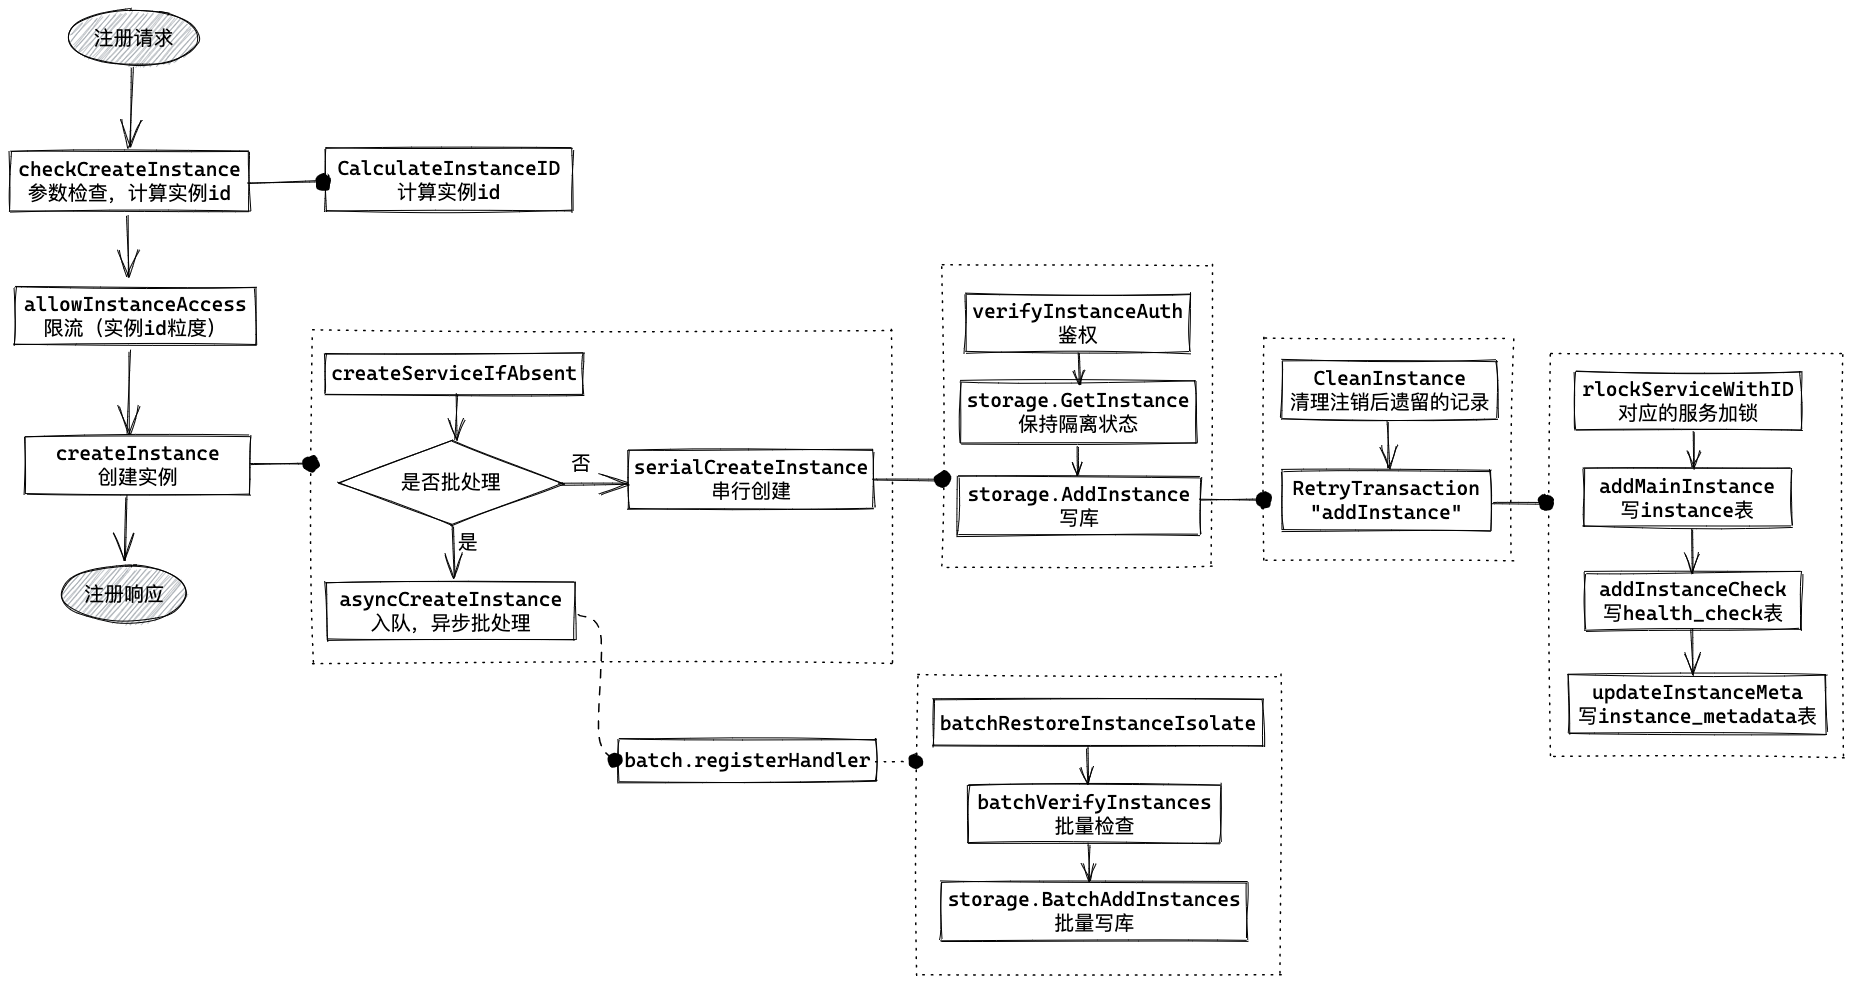 注册请求
checkCreateInstance
参数检查，计算实例id
CalculateInstanceID
计算实例id
allowInstanceAccess
限流（实例id粒度）
createInstance
创建实例
注册响应
createServiceIfAbsent
是否批处理
否
是
serialCreateInstance
串行创建
asyncCreateInstance
入队，异步批处理
verifyInstanceAuth
鉴权
storage.GetInstance
保持隔离状态
storage.AddInstance
写库
CleanInstance
清理注销后遗留的记录
RetryTransaction
"addInstance"
rlockServiceWithID
对应的服务加锁
addMainInstance
写instance表
addInstanceCheck
写health_check表
updateInstanceMeta
写instance_metadata表
batch.registerHandler
batchRestoreInstanceIsolate
batchVerifyInstances
批量检查
storage.BatchAddInstances
批量写库